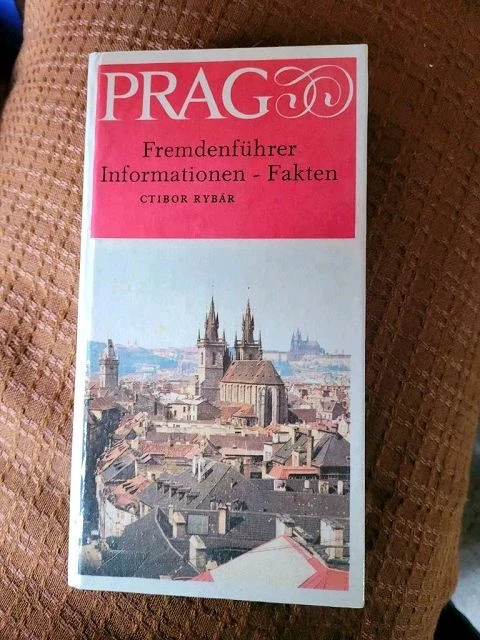 PRAG
Fremdenführer
Informationen - Fakten
CTIBOR RYBÁR